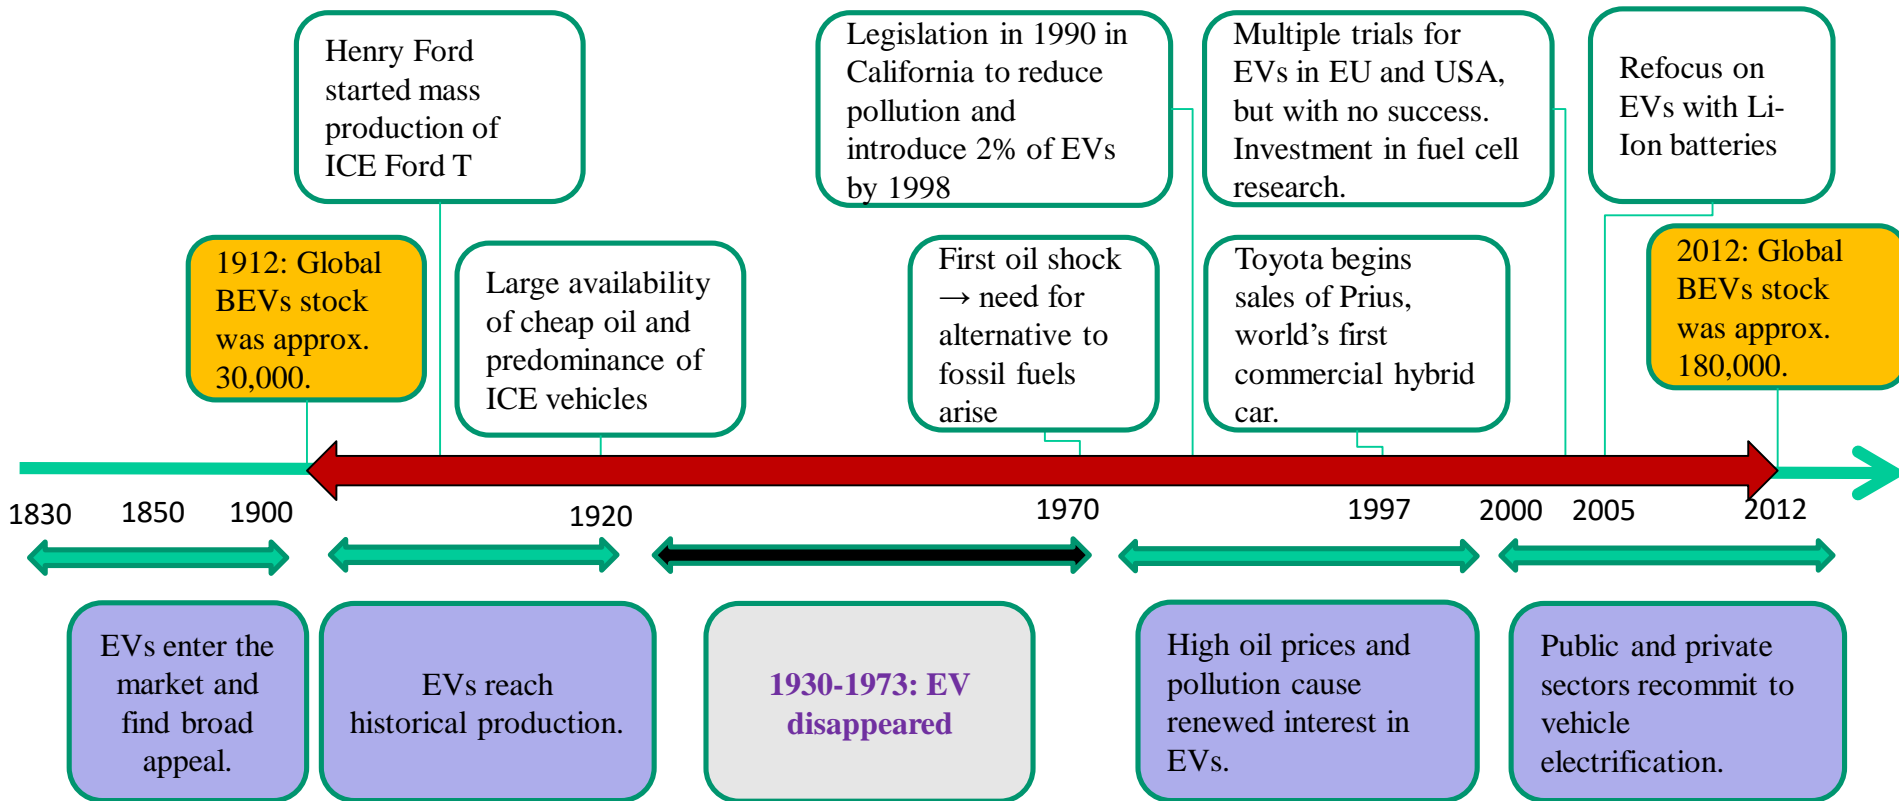 Henry Ford
started mass
production of
ICE Ford T
Legislation in 1990 in
California to reduce
pollution and
introduce 2% of EVs
by 1998
Multiple trials for
EVs in EU and USA,
but with no success.
Investment in fuel cell
research.
Refocus on
EVs with Li-
Ion batteries
1912: Global
BEVs stock
was approx.
30,000.
Large availability
of cheap oil and
predominance of
ICE vehicles
First oil shock
→ need for
alternative to
fossil fuels
arise
Toyota begins
sales of Prius,
world’s first
commercial hybrid
car.
2012: Global
BEVs stock
was approx.
180,000.
1830 1850 1900 1920 1970 1997 2000 2005 2012
EVs enter the
market and
find broad
appeal.
EVs reach
historical production.
1930-1973: EV
disappeared
High oil prices and
pollution cause
renewed interest in
EVs.
Public and private
sectors recommit to
vehicle
electrification.